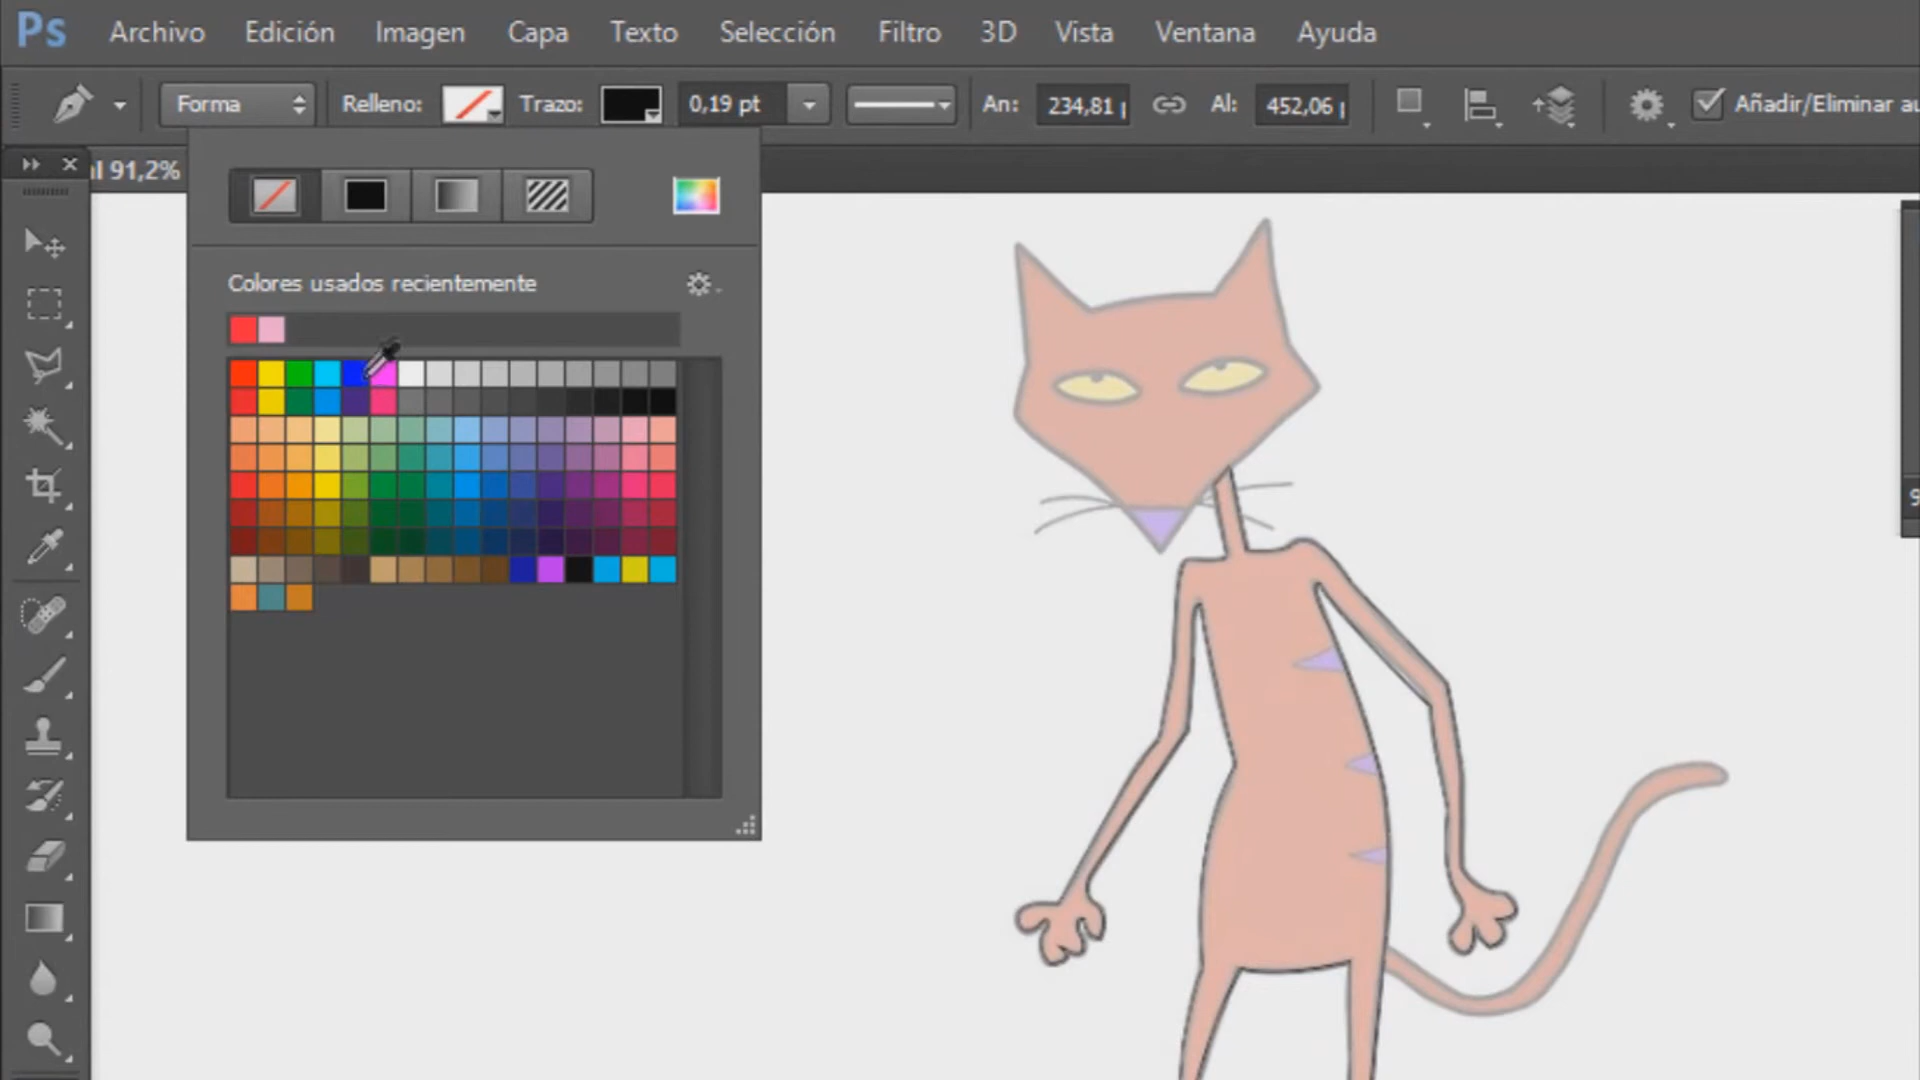 Ps Archivo Edición Imagen Capa Texto Selección Filtro 3D Vista Ventana Ayuda
Forma Relleno: Trazo: 0,19 pt An: 234,81 Al: 452,06 Añadir/Eliminar
91,2%
Colores usados recientemente